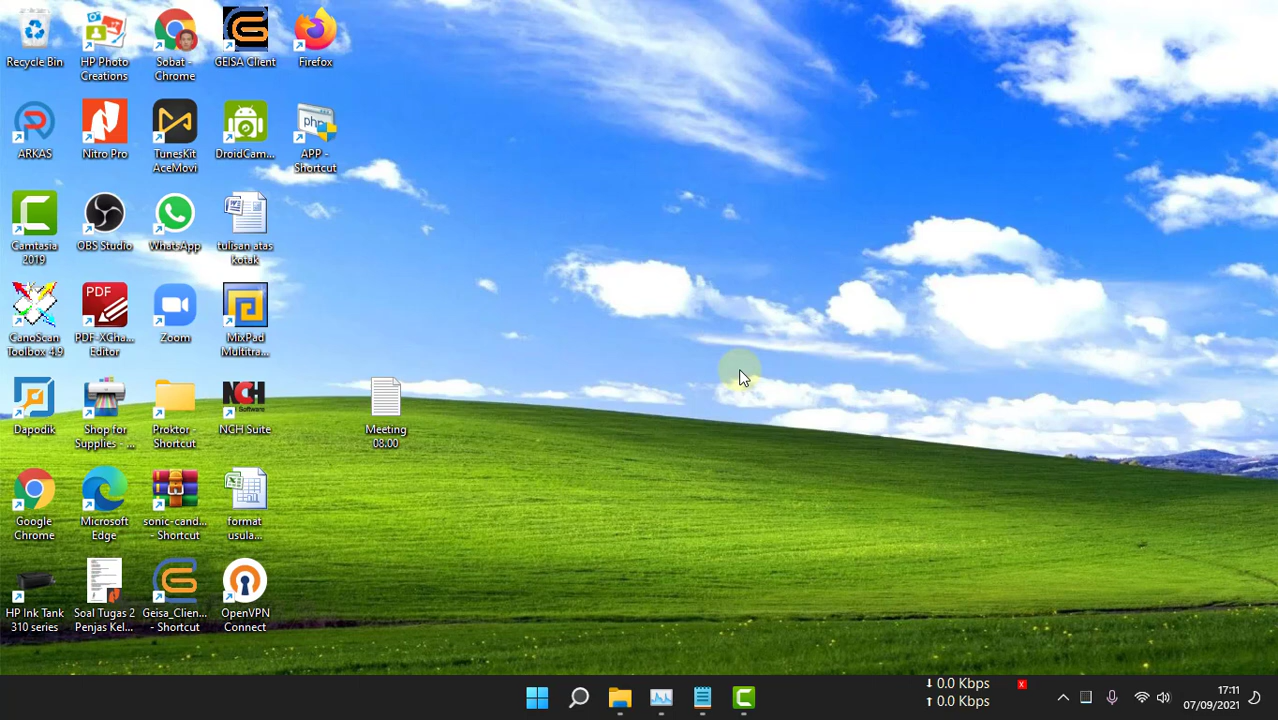 Recycle Bin
HP Photo
Creations
Sobat -
Chrome
GEISA Client
Firefox
ARKAS
Nitro Pro
TunesKit
AceMovi
DroidCam...
php
APP -
Shortcut
Camtasia
2019
OBS Studio
WhatsApp
tulisan atas
kotak
CanoScan
Toolbox 4.9
PDF
PDF-XCha...
Editor
Zoom
MixPad
Multitra...
Dapodik
Shop for
Supplies - ...
Proktor -
Shortcut
NCH
Software
NCH Suite
Meeting
08.00
Google
Chrome
Microsoft
Edge
sonic-cand...
- Shortcut
format
usula...
HP Ink Tank
310 series
Soal Tugas 2
Penjas Kel...
Geisa_Clien...
- Shortcut
OpenVPN
Connect
↓ 0.0 Kbps
↑ 0.0 Kbps
x
17:11
07/09/2021